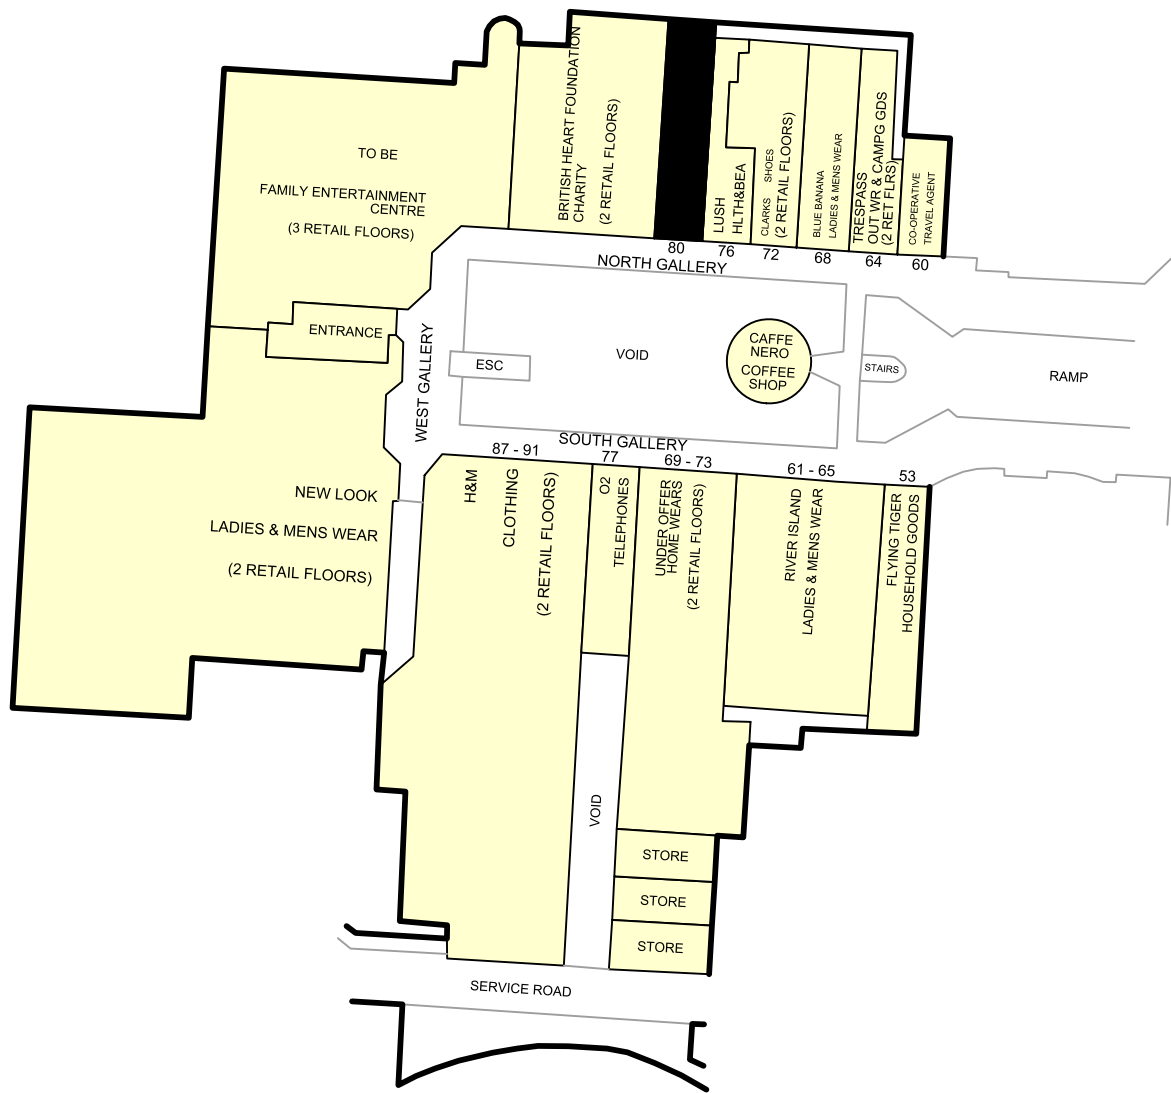 TO BE
FAMILY ENTERTAINMENT
CENTRE
(3 RETAIL FLOORS)
BRITISH HEART FOUNDATION
CHARITY
(2 RETAIL FLOORS)
LUSH
HLTH&BEA
CLARKS SHOES
(2 RETAIL FLOORS)
BLUE BANANA
LADIES & MENS WEAR
TRESPASS
OUT WR & CAMPG GDS
(2 RET FLRS)
CO-OPERATIVE
TRAVEL AGENT
80
76
72
68
64
60
NORTH GALLERY
ENTRANCE
WEST GALLERY
ESC
VOID
CAFFE
NERO
COFFEE
SHOP
STAIRS
RAMP
SOUTH GALLERY
87 - 91
77
69 - 73
61 - 65
53
NEW LOOK
LADIES & MENS WEAR
(2 RETAIL FLOORS)
H&M
CLOTHING
(2 RETAIL FLOORS)
O2
TELEPHONES
UNDER OFFER
HOME WEARS
(2 RETAIL FLOORS)
RIVER ISLAND
LADIES & MENS WEAR
FLYING TIGER
HOUSEHOLD GOODS
VOID
STORE
STORE
STORE
SERVICE ROAD